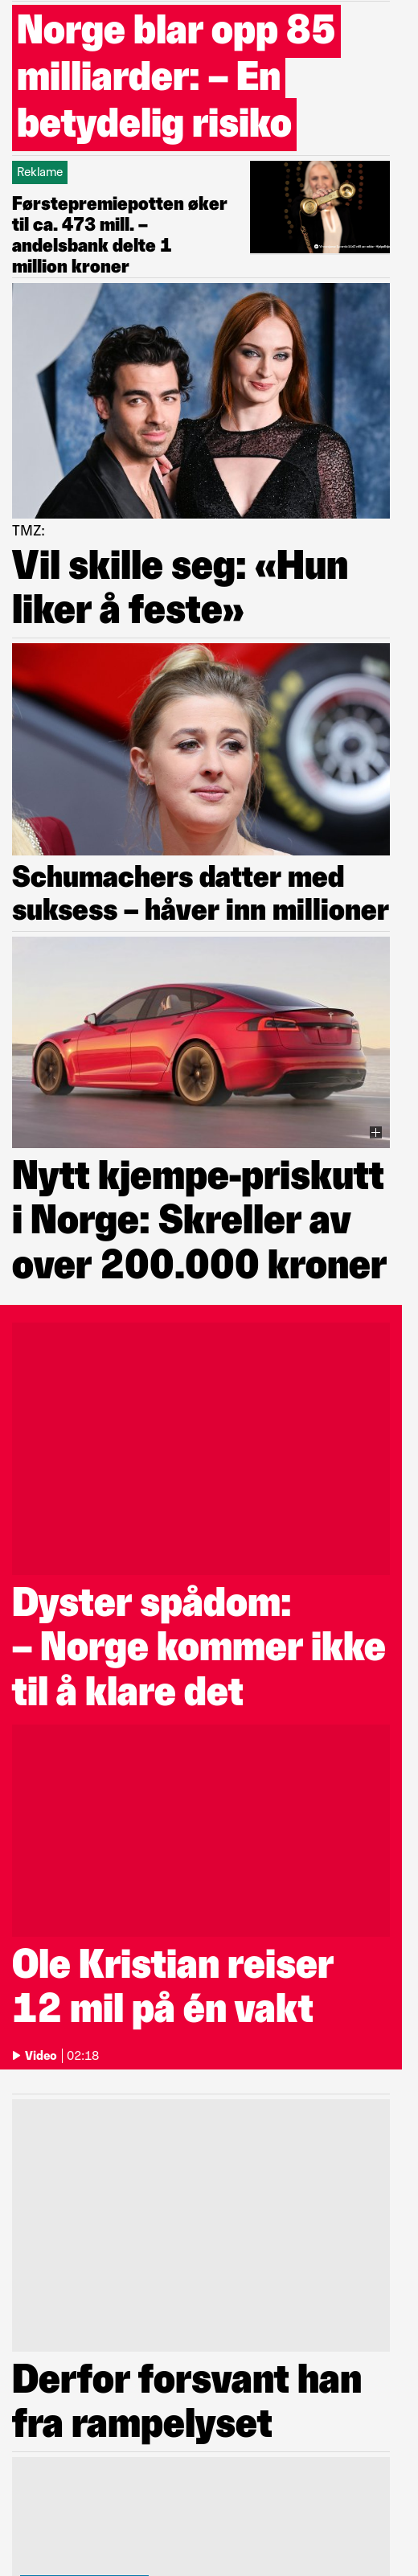 Norge blar opp 85
milliarder: – En
betydelig risiko
Reklame
Førstepremiepotten øker
til ca. 473 mill. –
andelsbank delte 1
million kroner
TMZ:
Vil skille seg: «Hun
liker å feste»
Schumachers datter med
suksess – håver inn millioner
Nytt kjempe-priskutt
i Norge: Skreller av
over 200.000 kroner
Dyster spådom:
– Norge kommer ikke
til å klare det
Ole Kristian reiser
12 mil på én vakt
Video 02:18
Derfor forsvant han
fra rampelyset